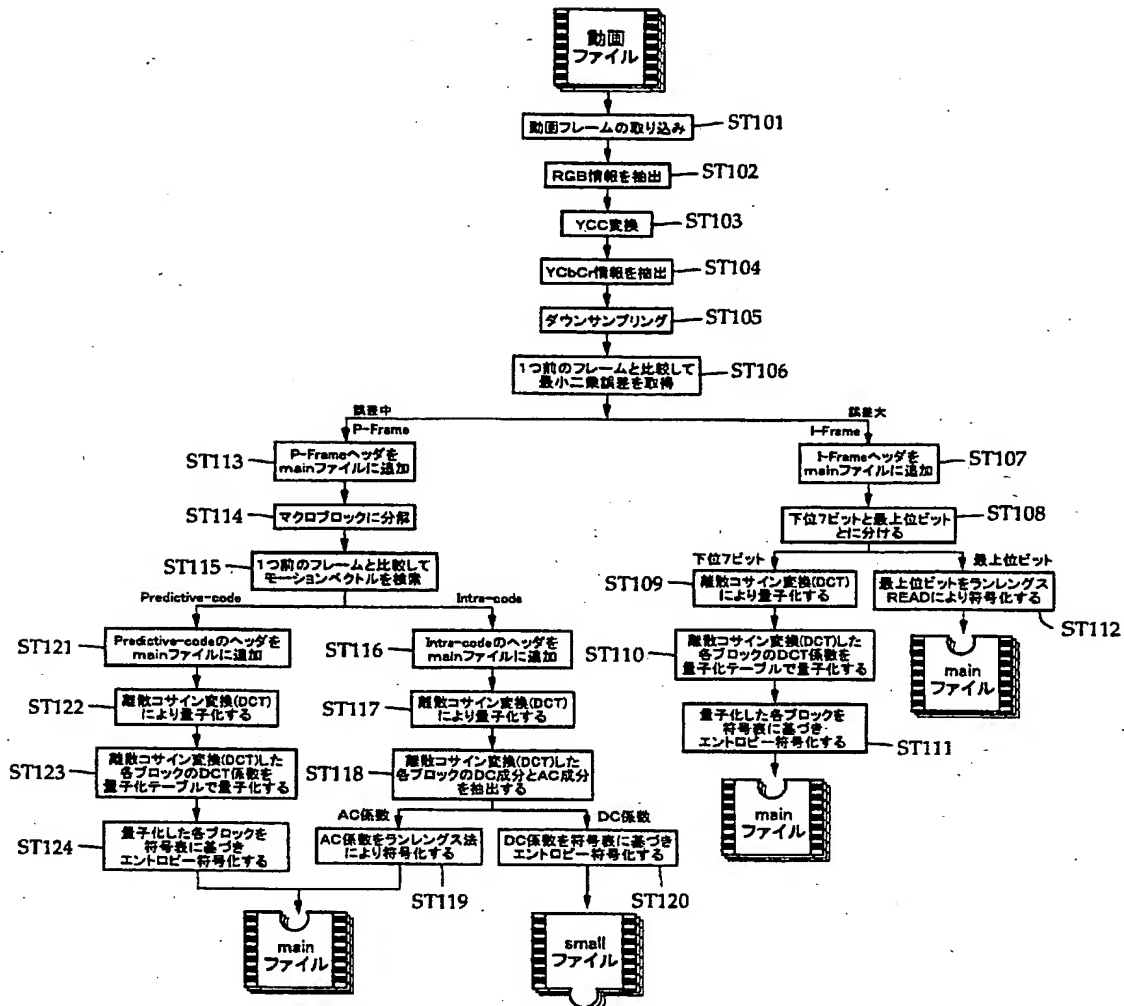 動画
ファイル
動画フレームの取り込み
ST101
RGB情報を抽出
ST102
YCC変換
ST103
YCbCr情報を抽出
ST104
ダウンサンプリング
ST105
1つ前のフレームと比較して
最小二乗誤差を取得
ST106
誤差中
P-Frame
誤差大
I-Frame
ST113
P-Frameヘッダを
mainファイルに追加
I-Frameヘッダを
mainファイルに追加
ST107
ST114
マクロブロックに分解
下位7ビットと最上位ビット
とに分ける
ST108
ST115
1つ前のフレームと比較して
モーションベクトルを検索
下位7ビット
最上位ビット
ST109
離散コサイン変換(DCT)
により量子化する
最上位ビットをランレングス
READにより符号化する
ST112
Predictive-code
Intra-code
ST121
Predictive-codeのヘッダを
mainファイルに追加
ST116
Intra-codeのヘッダを
mainファイルに追加
ST110
離散コサイン変換(DCT)した
各ブロックのDCT係数を
量子化テーブルで量子化する
main
ファイル
ST122
離散コサイン変換(DCT)
により量子化する
ST117
離散コサイン変換(DCT)
により量子化する
量子化した各ブロックを
符号表に基づき
エントロピー符号化する
ST111
ST123
離散コサイン変換(DCT)した
各ブロックのDCT係数を
量子化テーブルで量子化する
ST118
離散コサイン変換(DCT)した
各ブロックのDC成分とAC成分
を抽出する
main
ファイル
AC係数
DC係数
ST124
量子化した各ブロックを
符号表に基づき
エントロピー符号化する
AC係数をランレングス法
により符号化する
DC係数を符号表に基づき
エントロピー符号化する
ST119
ST120
main
ファイル
small
ファイル